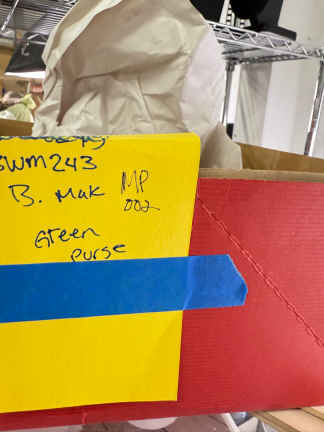 SWM243
B. Mak MP
002
Green
purse